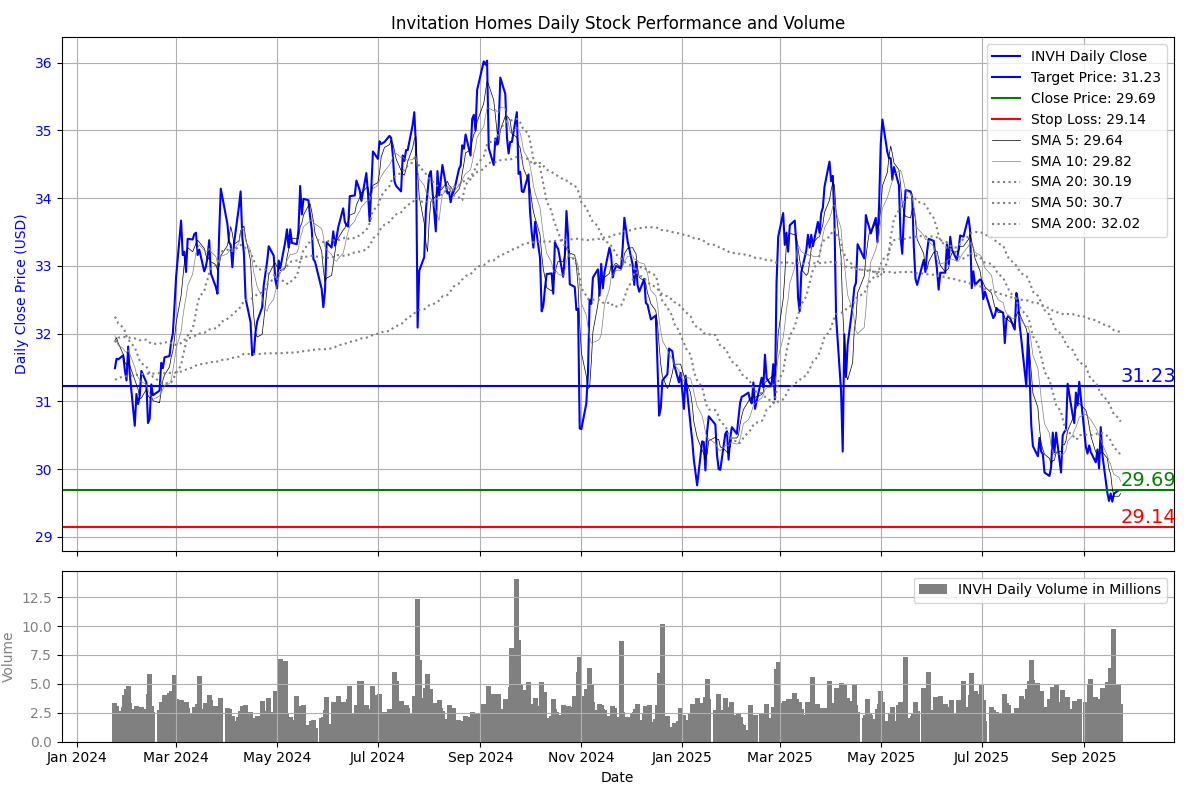 Invitation Homes Daily Stock Performance and Volume
Daily Close Price (USD)
36
35
34
33
32
31
30
29
INVH Daily Close
Target Price: 31.23
Close Price: 29.69
Stop Loss: 29.14
SMA 5: 29.64
SMA 10: 29.82
SMA 20: 30.19
SMA 50: 30.7
SMA 200: 32.02
31.23
29.69
29.14
Volume
12.5
10.0
7.5
5.0
2.5
0.0
INVH Daily Volume in Millions
Jan 2024 Mar 2024 May 2024 Jul 2024 Sep 2024 Nov 2024 Jan 2025 Mar 2025 May 2025 Jul 2025 Sep 2025
Date